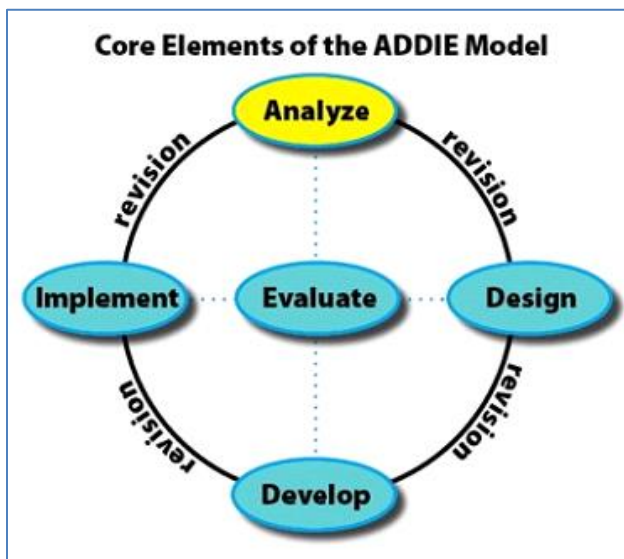 Core Elements of the ADDIE Model
Analyze
revision
revision
Implement
Evaluate
Design
revision
revision
Develop